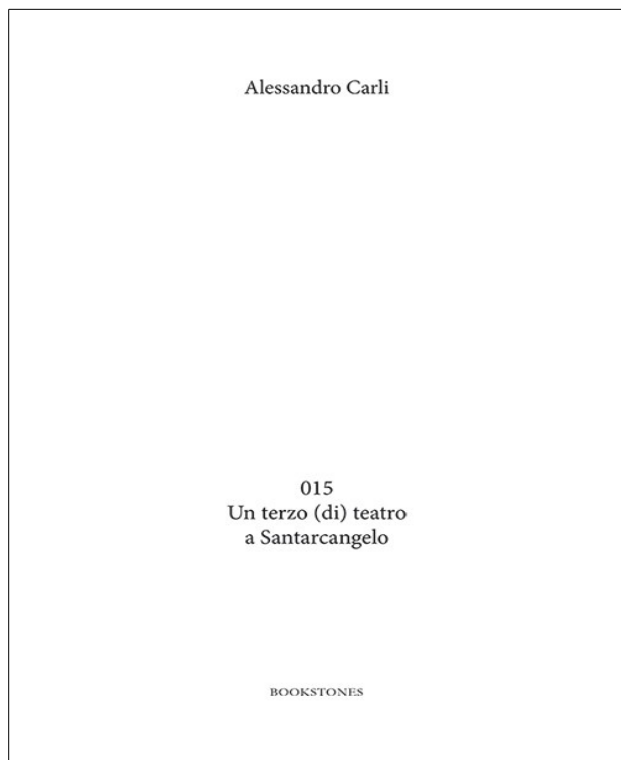 Alessandro Carli
015
Un terzo (di) teatro
a Santarcangelo
BOOKSTONES